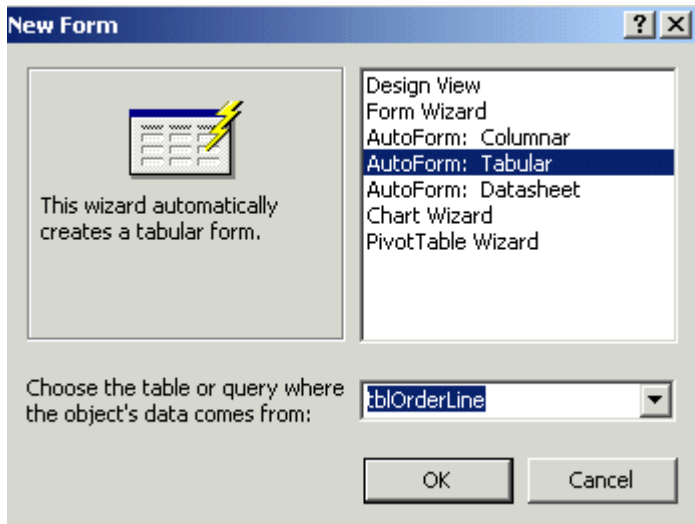 New Form
This wizard automatically
creates a tabular form.
Design View
Form Wizard
AutoForm: Columnar
AutoForm: Tabular
AutoForm: Datasheet
Chart Wizard
PivotTable Wizard
Choose the table or query where
the object's data comes from:
tblOrderLine
OK
Cancel